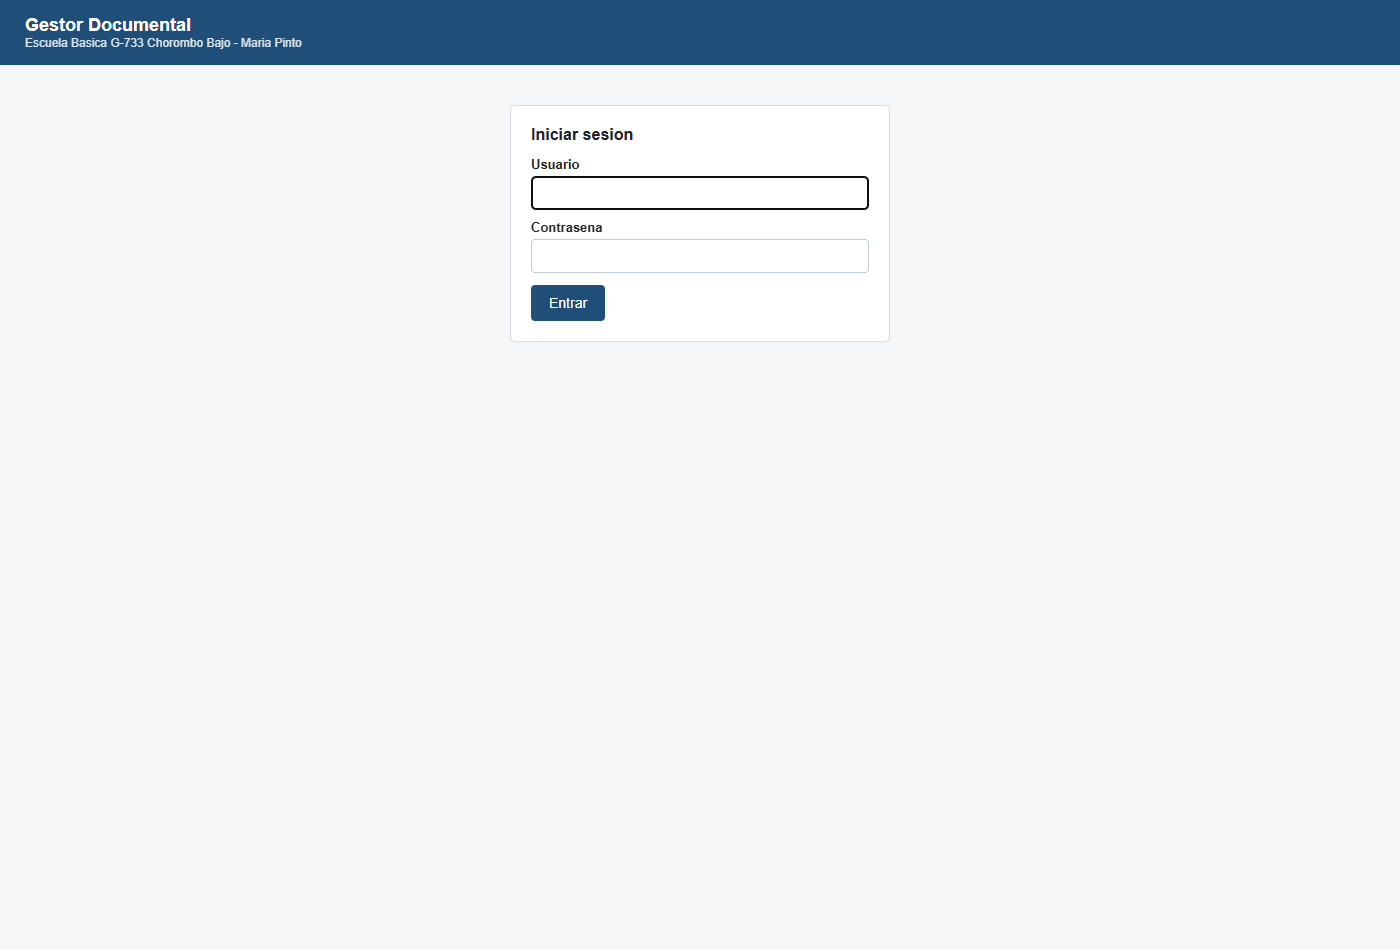 Gestor Documental
Escuela Basica G-733 Chorombo Bajo - Maria Pinto
Iniciar sesion
Usuario
Contrasena
Entrar